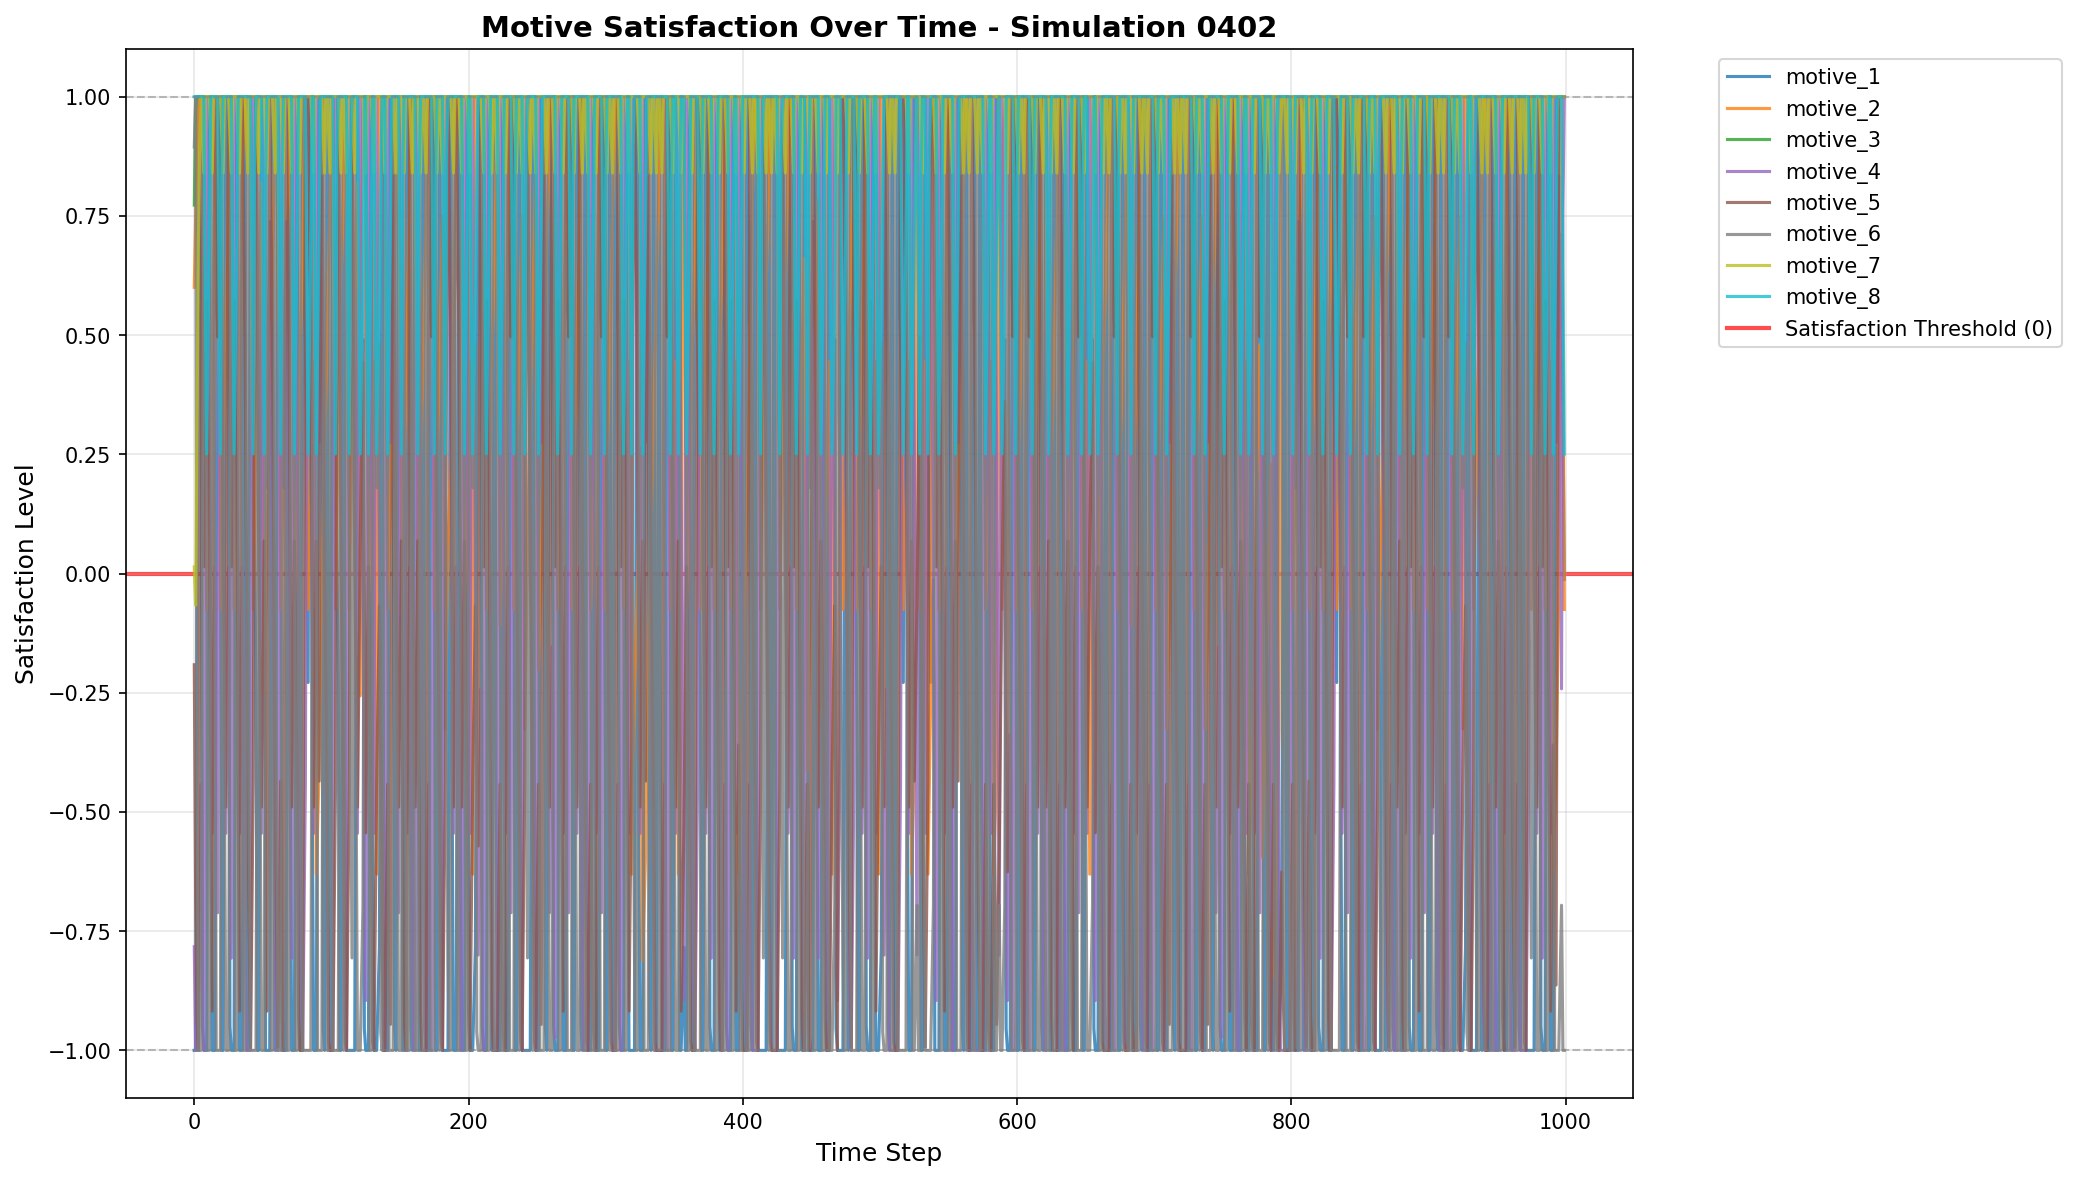 Motive Satisfaction Over Time - Simulation 0402
1.00
0.75
0.50
0.25
0.00
−0.25
−0.50
−0.75
−1.00
Satisfaction Level
0
200
400
600
800
1000
Time Step
motive_1
motive_2
motive_3
motive_4
motive_5
motive_6
motive_7
motive_8
Satisfaction Threshold (0)